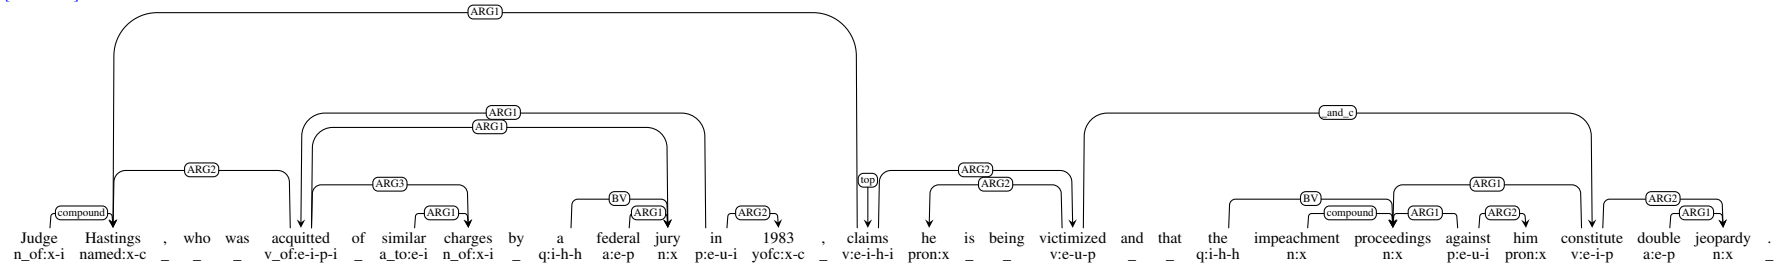 ARG1
ARG1 _and_c
ARG1
ARG2 top ARG2
ARG3 ARG2 ARG1
BV BV ARG2
compound ARG1 ARG1 ARG2 compound ARG1 ARG2 ARG1
Judge Hastings , who was acquitted of similar charges by a federal jury in 1983 , claims he is being victimized and that the impeachment proceedings against him constitute double jeopardy .
n_of:x-i named:x-c _ _ _ v_of:e-i-p-i _ a_to:e-i n_of:x-i _ q:i-h-h a:e-p n:x p:e-u-i yofc:x-c _ v:e-i-h-i pron:x _ _ v:e-u-p _ _ q:i-h-h n:x n:x p:e-u-i pron:x v:e-i-p a:e-p n:x _